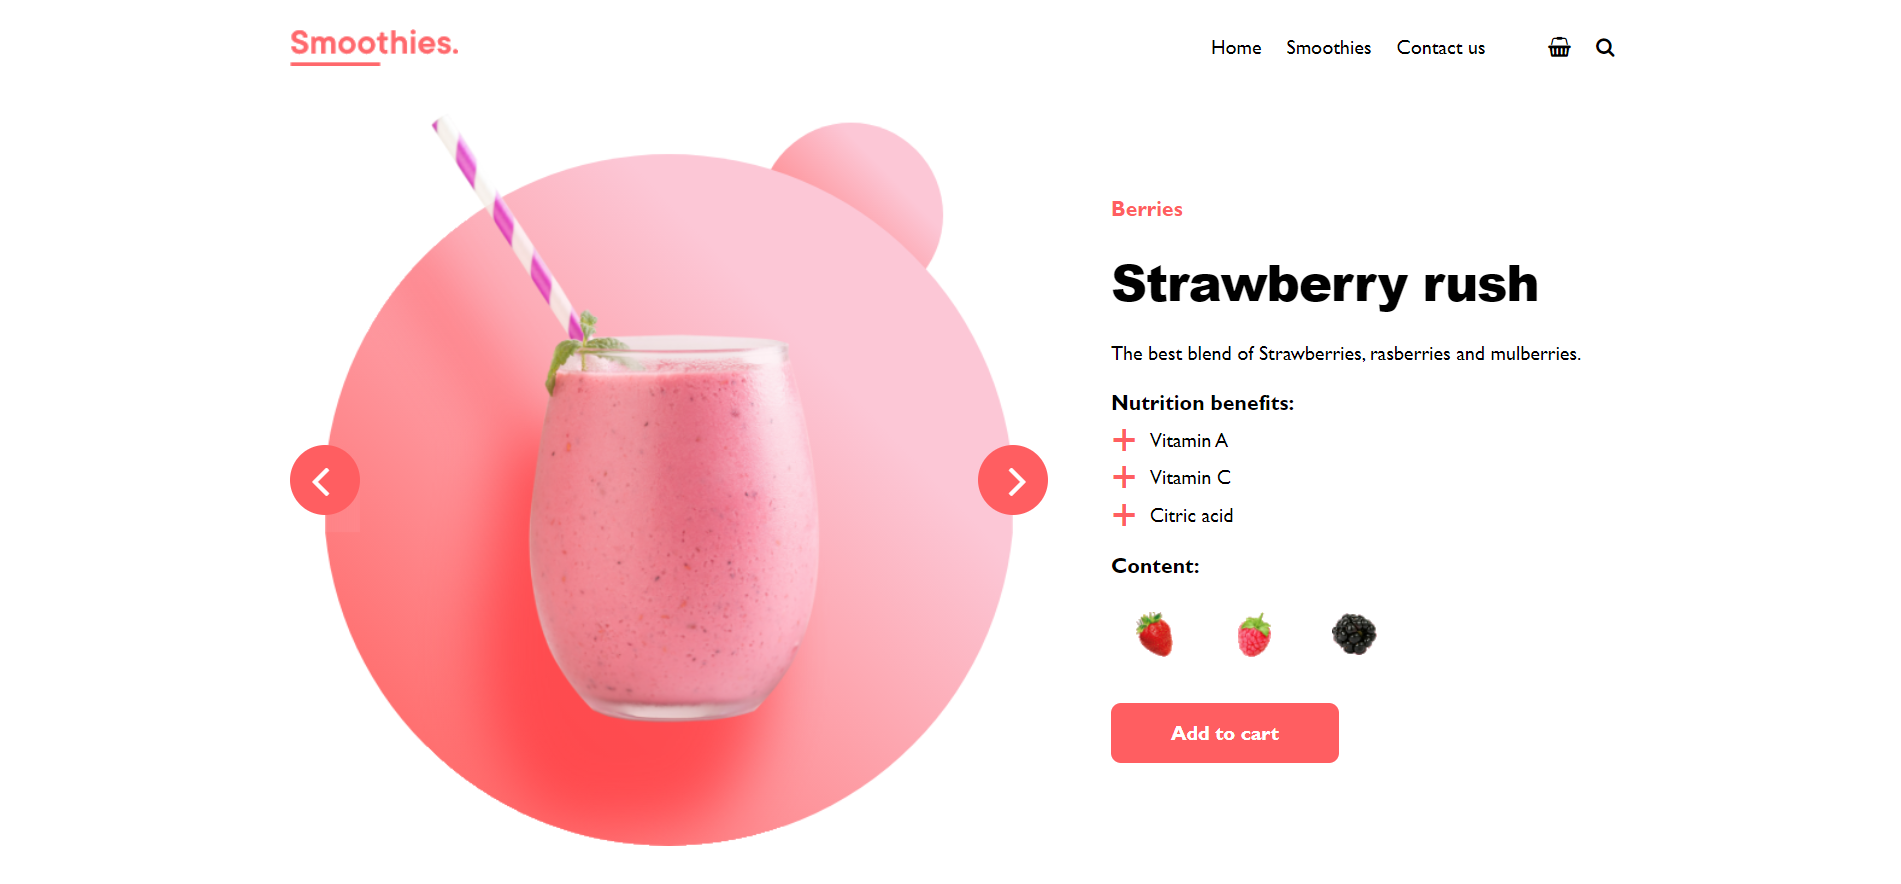 Smoothies.
Home Smoothies Contact us
Berries
Strawberry rush
The best blend of Strawberries, rasberries and mulberries.
Nutrition benefits:
Vitamin A
Vitamin C
Citric acid
Content:
Add to cart